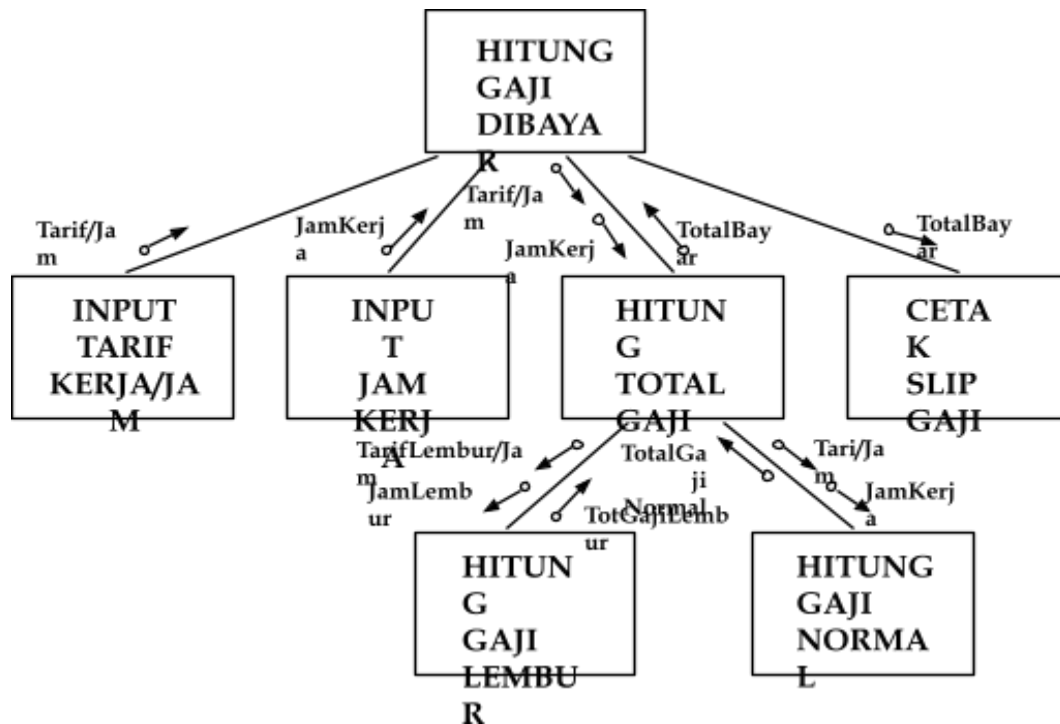 HITUNG
GAJI
DIBAYA
R
Tarif/Ja
m
JamKerj
a
Tarif/Ja
m
JamKerj
a
TotalBay
ar
TotalBay
ar
INPUT
TARIF
KERJA/JA
M
INPU
T
JAM
KERJ
A
HITUN
G
TOTAL
GAJI
CETA
K
SLIP
GAJI
TarifLembur/Ja
m
JamLemb
ur
TotalGa
ji
Normal
TotGajiLemb
ur
Tari/Ja
m
JamKerj
a
HITUN
G
GAJI
LEMBU
R
HITUNG
GAJI
NORMA
L